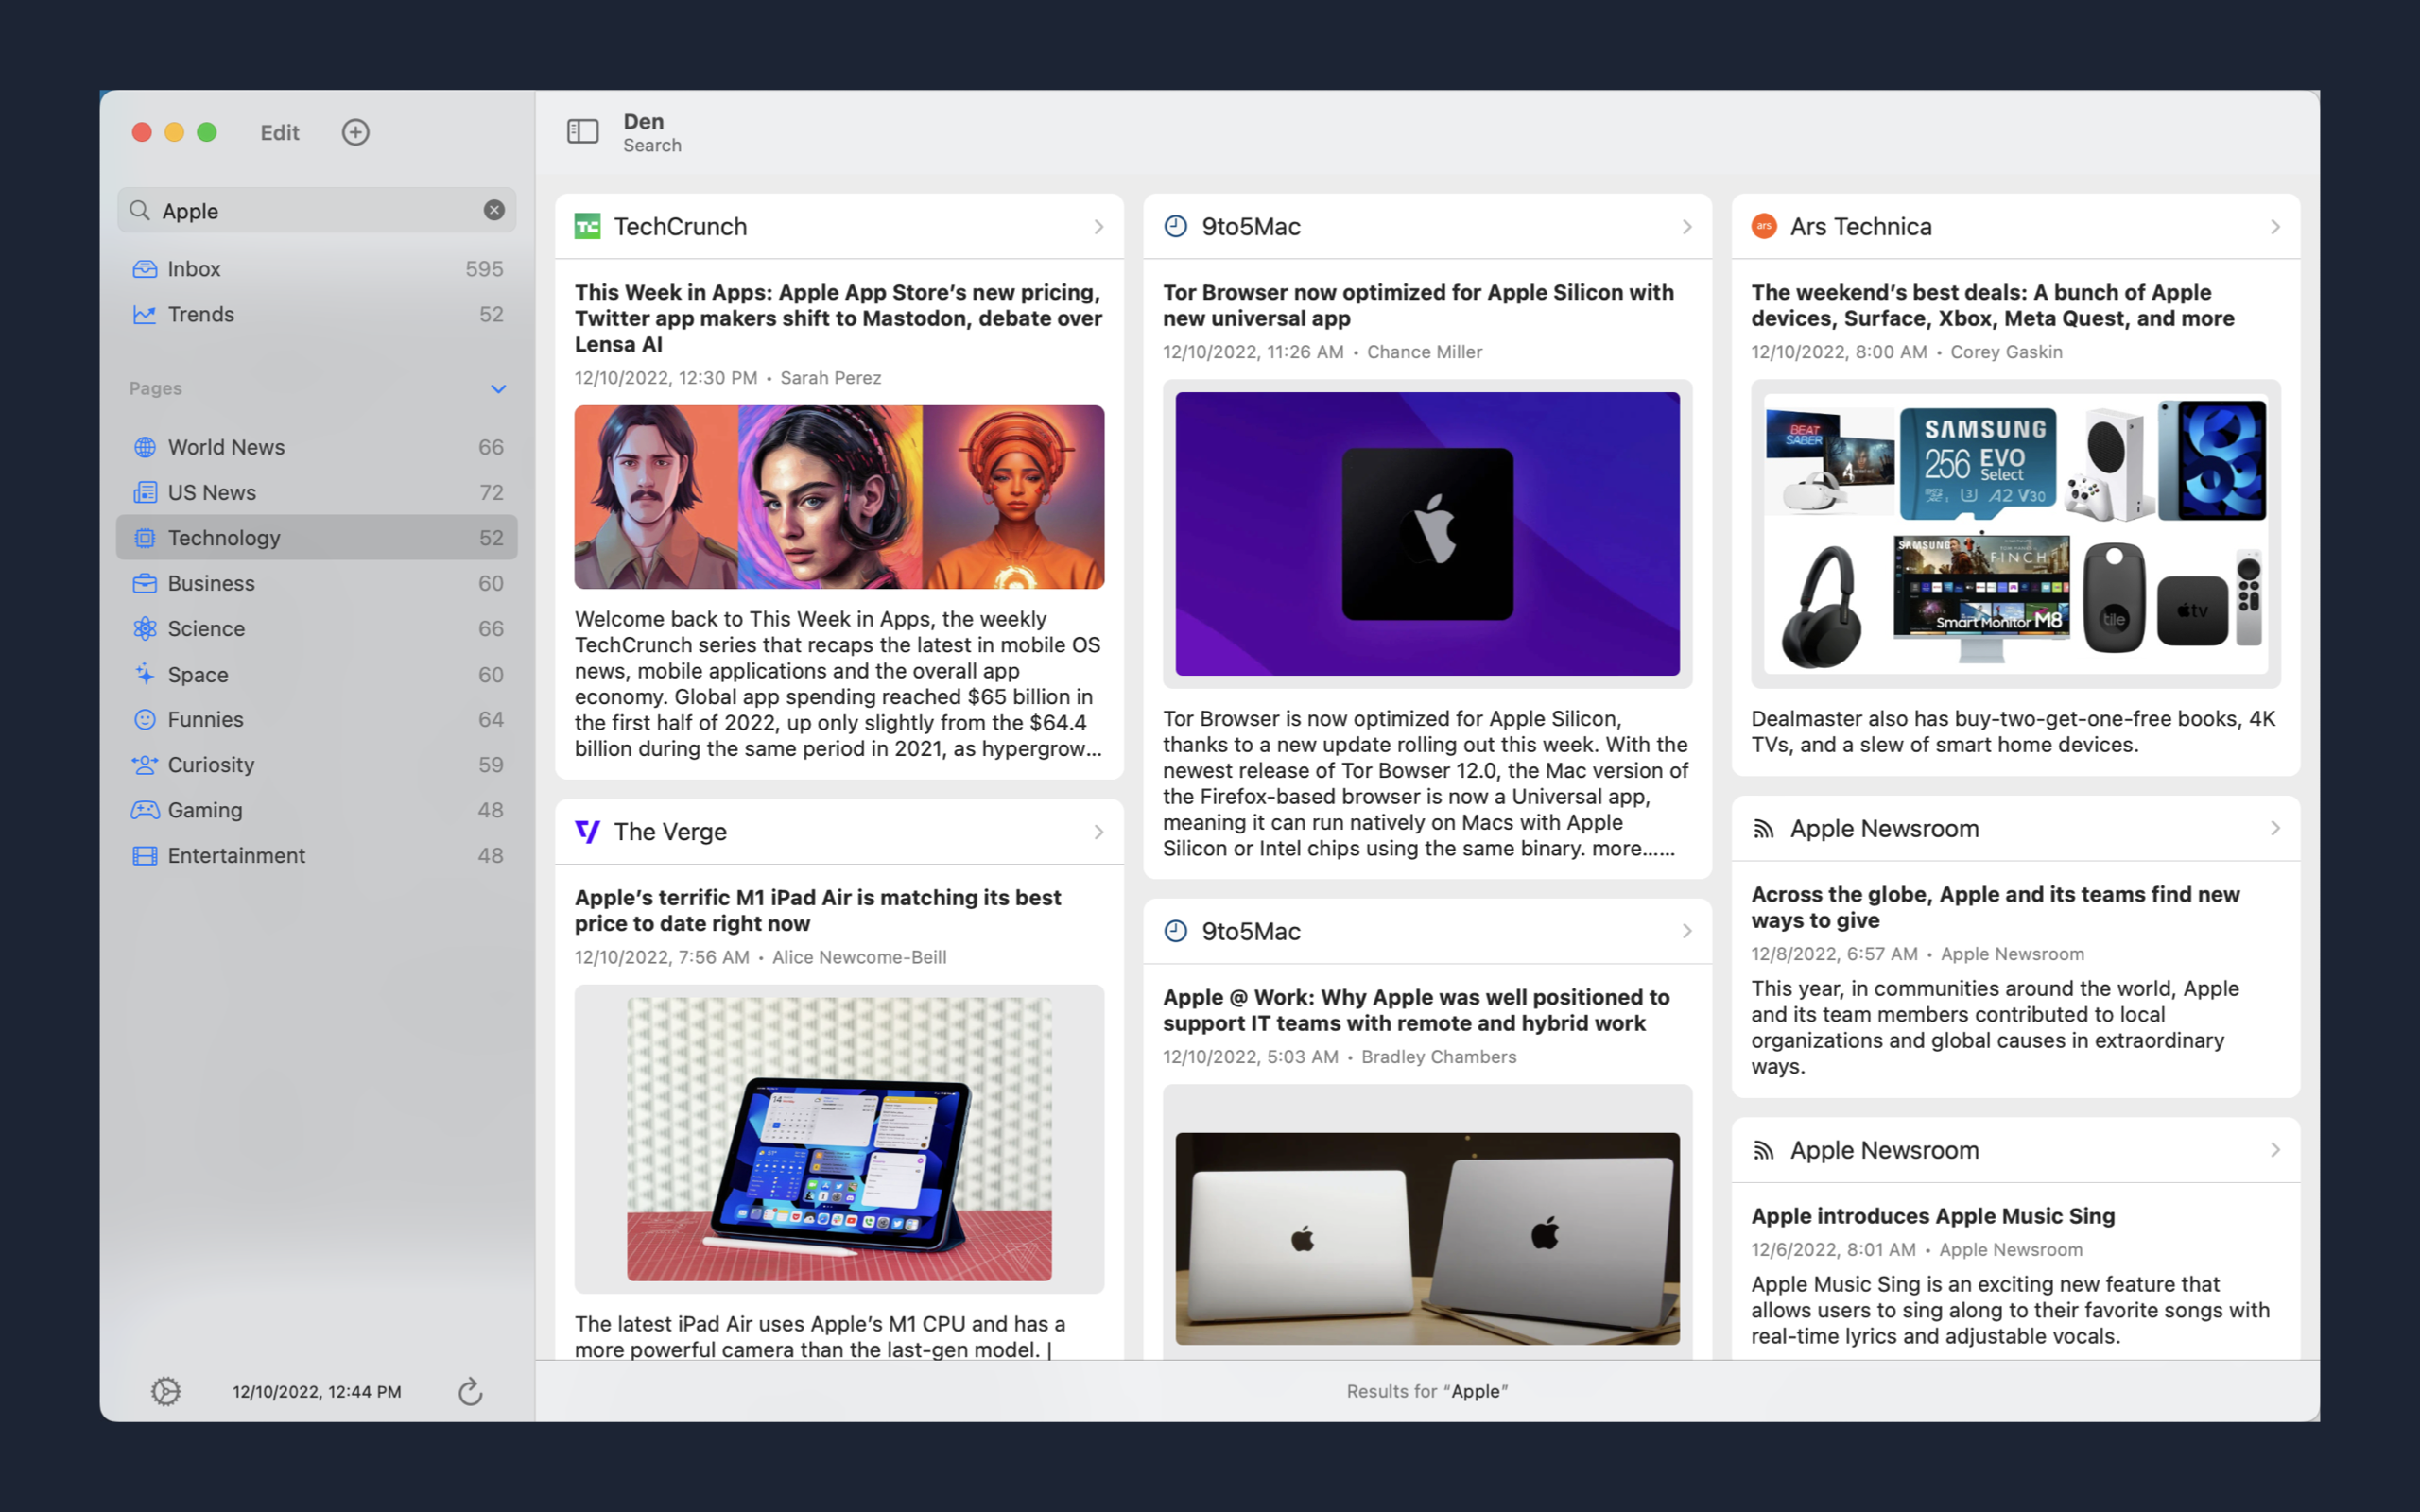 Edit
Apple
Inbox 595
Trends 52
Pages
World News 66
US News 72
Technology 52
Business 60
Science 66
Space 60
Funnies 64
Curiosity 59
Gaming 48
Entertainment 48
12/10/2022, 12:44 PM
Den
Search
TechCrunch
This Week in Apps: Apple App Store’s new pricing,
Twitter app makers shift to Mastodon, debate over
Lensa AI
12/10/2022, 12:30 PM • Sarah Perez
Welcome back to This Week in Apps, the weekly
TechCrunch series that recaps the latest in mobile OS
news, mobile applications and the overall app
economy. Global app spending reached $65 billion in
the first half of 2022, up only slightly from the $64.4
billion during the same period in 2021, as hypergrow...
The Verge
Apple’s terrific M1 iPad Air is matching its best
price to date right now
12/10/2022, 7:56 AM • Alice Newcome-Beill
The latest iPad Air uses Apple’s M1 CPU and has a
more powerful camera than the last-gen model. |
9to5Mac
Tor Browser now optimized for Apple Silicon with
new universal app
12/10/2022, 11:26 AM • Chance Miller
Tor Browser is now optimized for Apple Silicon,
thanks to a new update rolling out this week. With the
newest release of Tor Bowser 12.0, the Mac version of
the Firefox-based browser is now a Universal app,
meaning it can run natively on Macs with Apple
Silicon or Intel chips using the same binary. more......
9to5Mac
Apple @ Work: Why Apple was well positioned to
support IT teams with remote and hybrid work
12/10/2022, 5:03 AM • Bradley Chambers
ars Ars Technica
The weekend’s best deals: A bunch of Apple
devices, Surface, Xbox, Meta Quest, and more
12/10/2022, 8:00 AM • Corey Gaskin
BEAT
SABER
SAMSUNG
256 EVO
Select
U3 A2 V30
SAMSUNG
FINCH
Smart Monitor M8
tile
tv
Dealmaster also has buy-two-get-one-free books, 4K
TVs, and a slew of smart home devices.
Apple Newsroom
Across the globe, Apple and its teams find new
ways to give
12/8/2022, 6:57 AM • Apple Newsroom
This year, in communities around the world, Apple
and its team members contributed to local
organizations and global causes in extraordinary
ways.
Apple Newsroom
Apple introduces Apple Music Sing
12/6/2022, 8:01 AM • Apple Newsroom
Apple Music Sing is an exciting new feature that
allows users to sing along to their favorite songs with
real-time lyrics and adjustable vocals.
Results for “Apple”